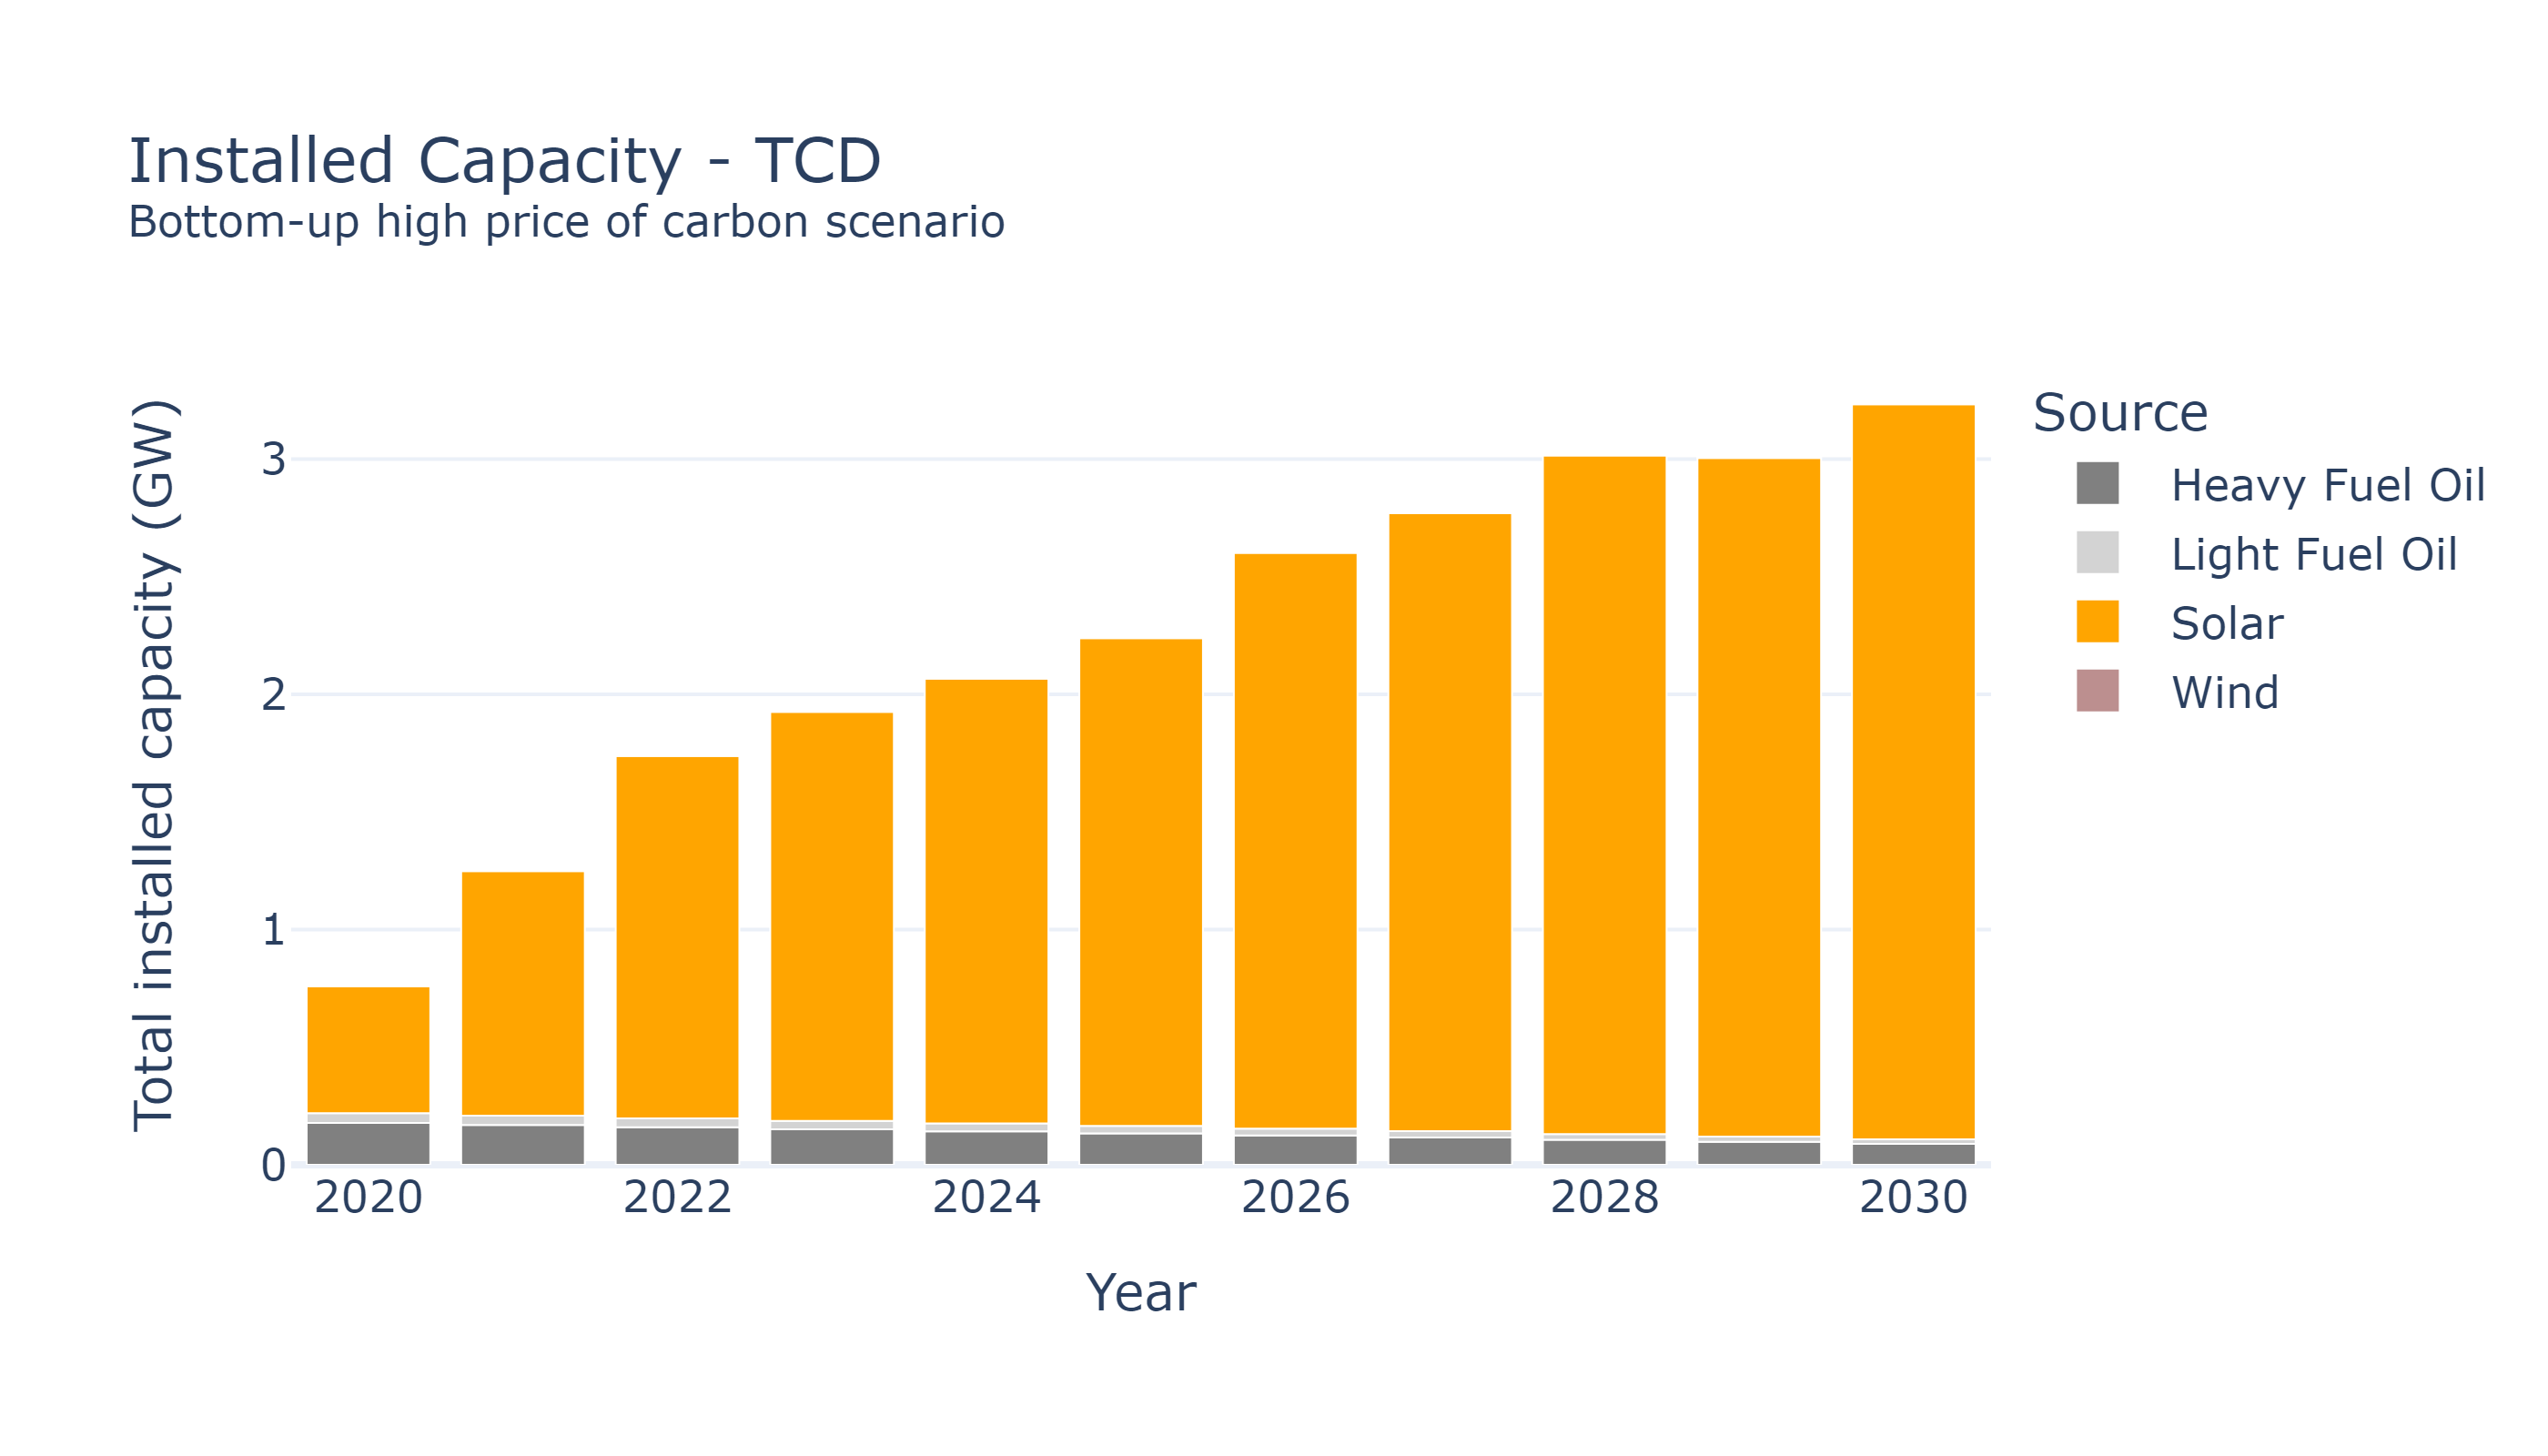 Installed Capacity - TCD
Bottom-up high price of carbon scenario
Total installed capacity (GW)
3
2
1
0
2020 2022 2024 2026 2028 2030
Year
Source
Heavy Fuel Oil
Light Fuel Oil
Solar
Wind